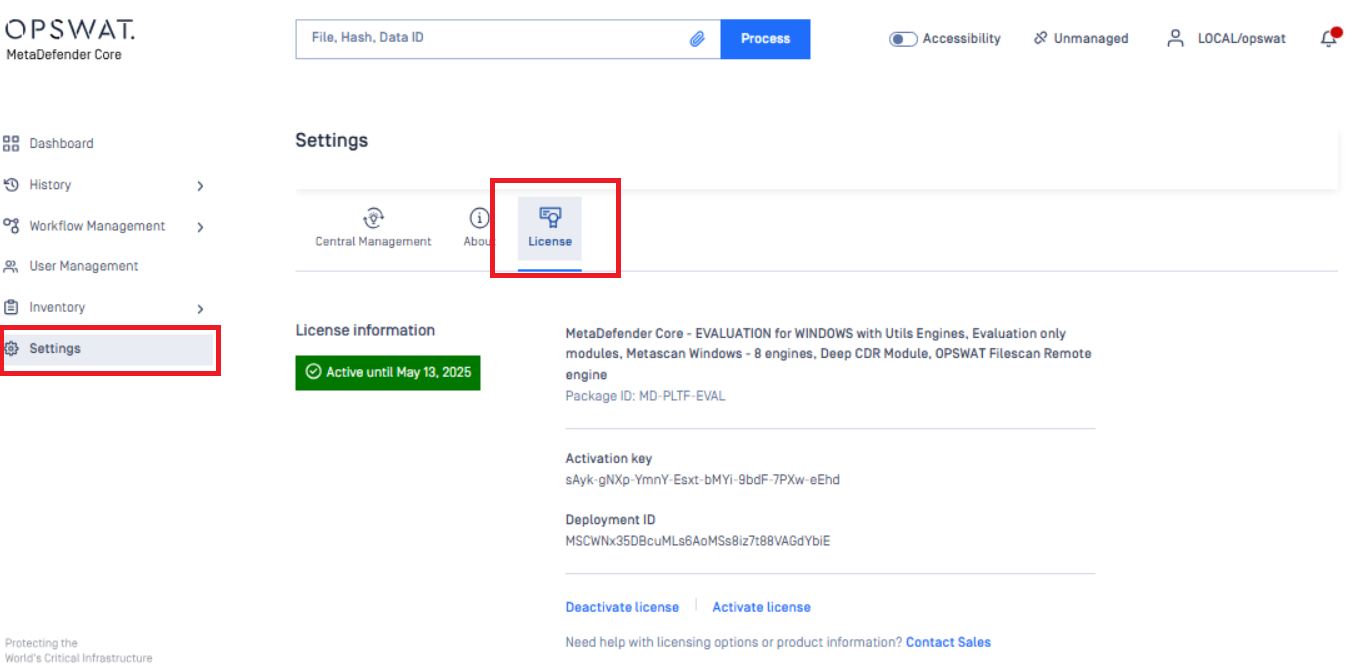 OPSWAT.
MetaDefender Core
File, Hash, Data ID
Process
Accessibility
Unmanaged
LOCAL/opswat
Dashboard
History
Workflow Management
User Management
Inventory
Settings
Settings
Central Management
About
License
License information
Active until May 13, 2025
MetaDefender Core - EVALUATION for WINDOWS with Utils Engines, Evaluation only
modules, Metascan Windows - 8 engines, Deep CDR Module, OPSWAT Filescan Remote
engine
Package ID: MD-PLTF-EVAL
Activation key
sAyk-gNXp-YmnY-Esxt-bMYi-9bdF-7PXw-eEhd
Deployment ID
MSCWNx35DBcuMLs6AoMSs8iz7t88VAGdYbiE
Deactivate license
Activate license
Need help with licensing options or product information? Contact Sales
Protecting the
World's Critical Infrastructure